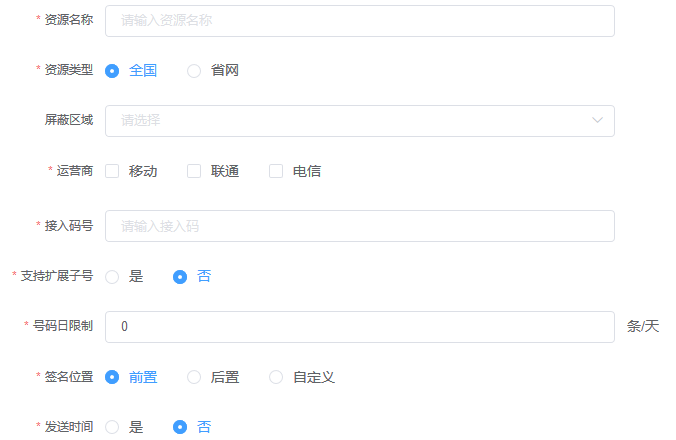 * 资源名称 请输入资源名称
* 资源类型 全国 省网
屏蔽区域 请选择
* 运营商 移动 联通 电信
* 接入码号 请输入接入码
* 支持扩展子号 是 否
* 号码日限制 0 条/天
* 签名位置 前置 后置 自定义
* 发送时间 是 否